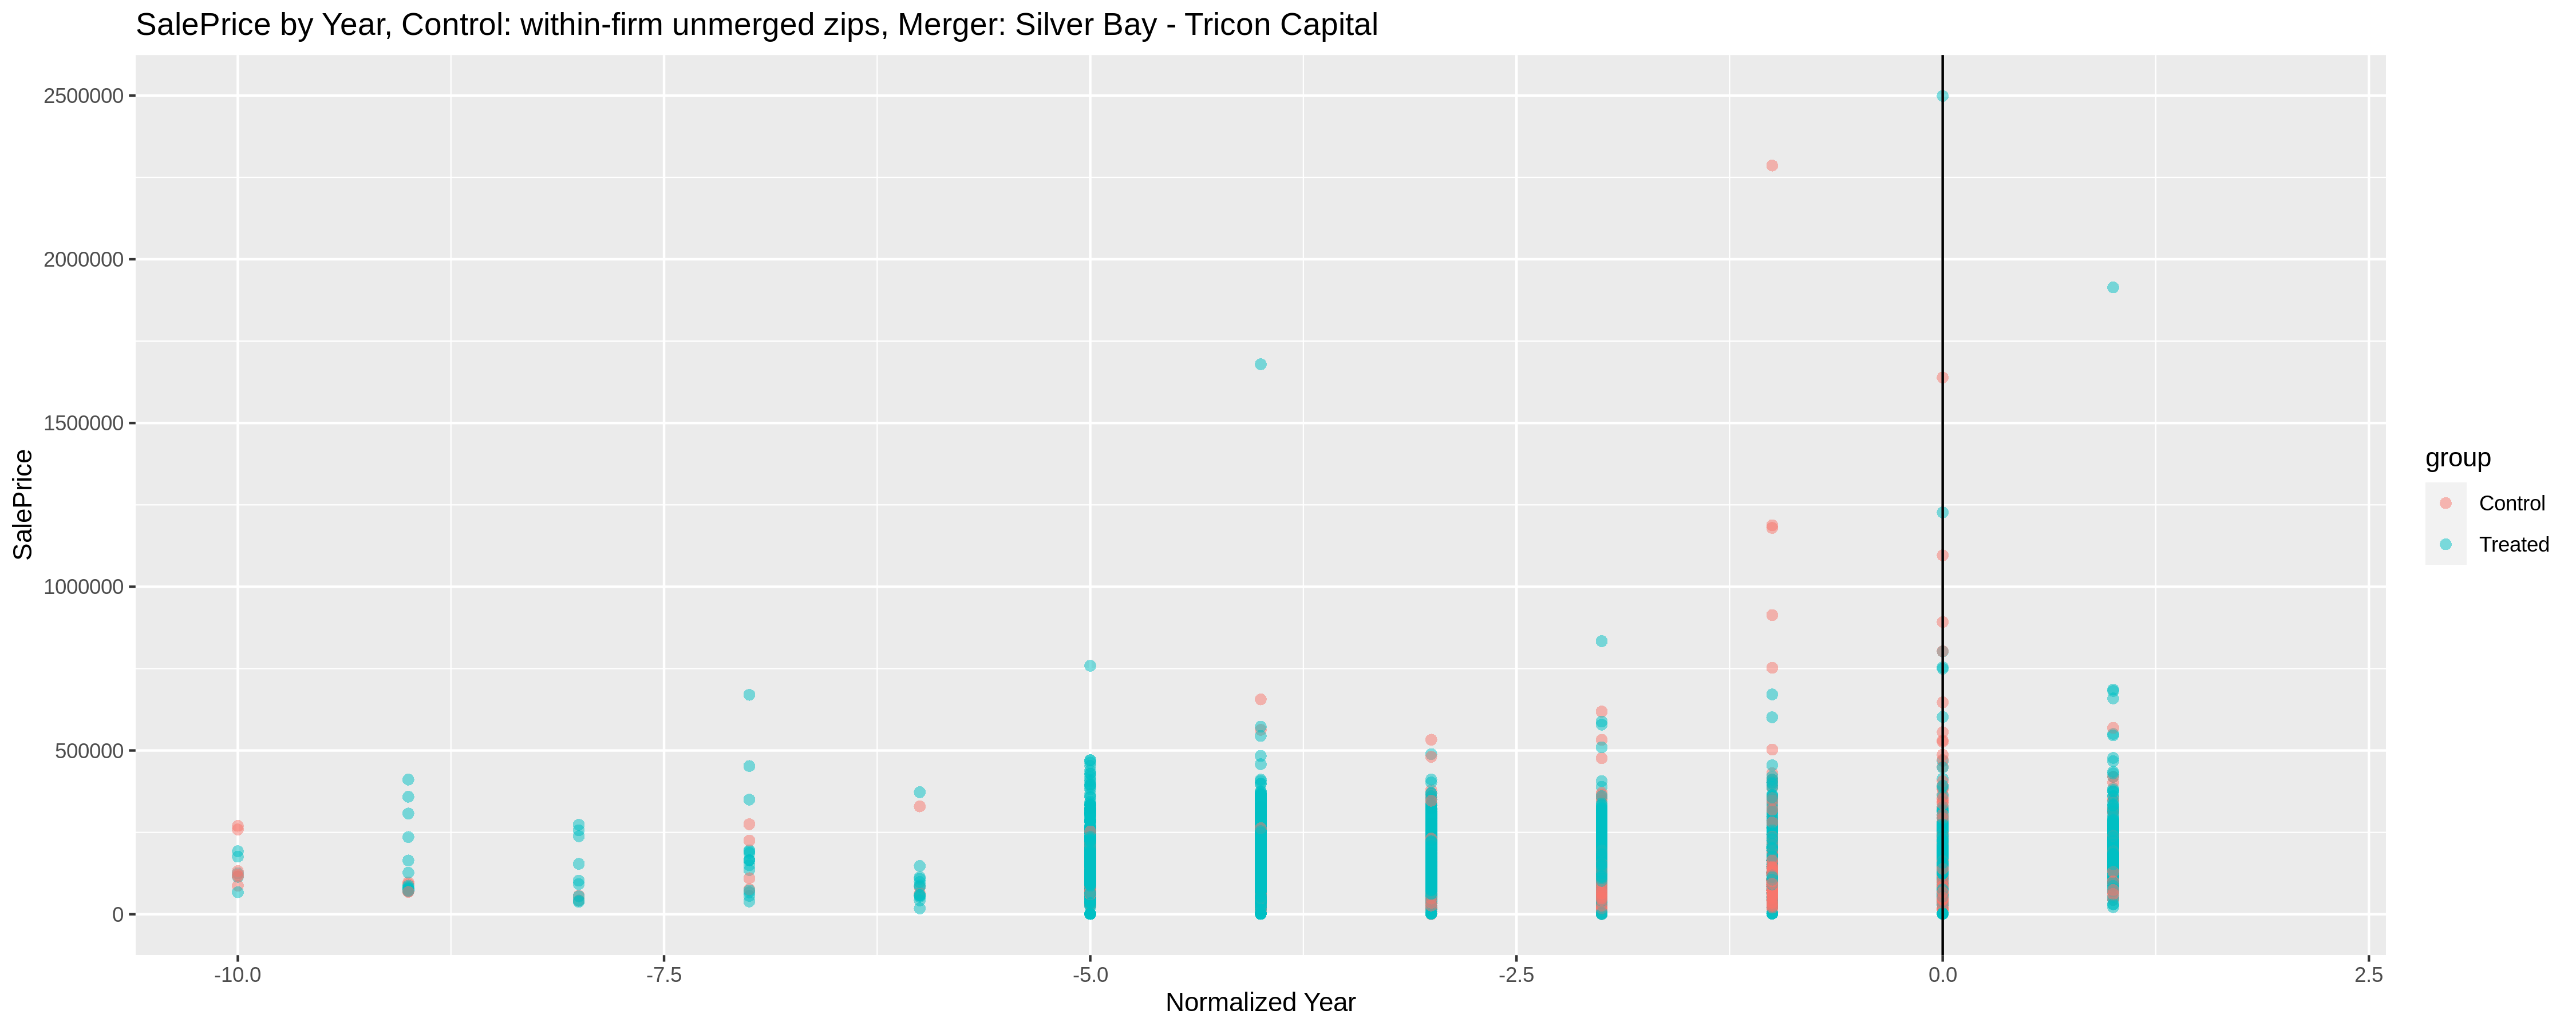 SalePrice by Year, Control: within-firm unmerged zips, Merger: Silver Bay - Tricon Capital
2500000
2000000
1500000
1000000
500000
0
SalePrice
-10.0
-7.5
-5.0
-2.5
0.0
2.5
Normalized Year
group
Control
Treated